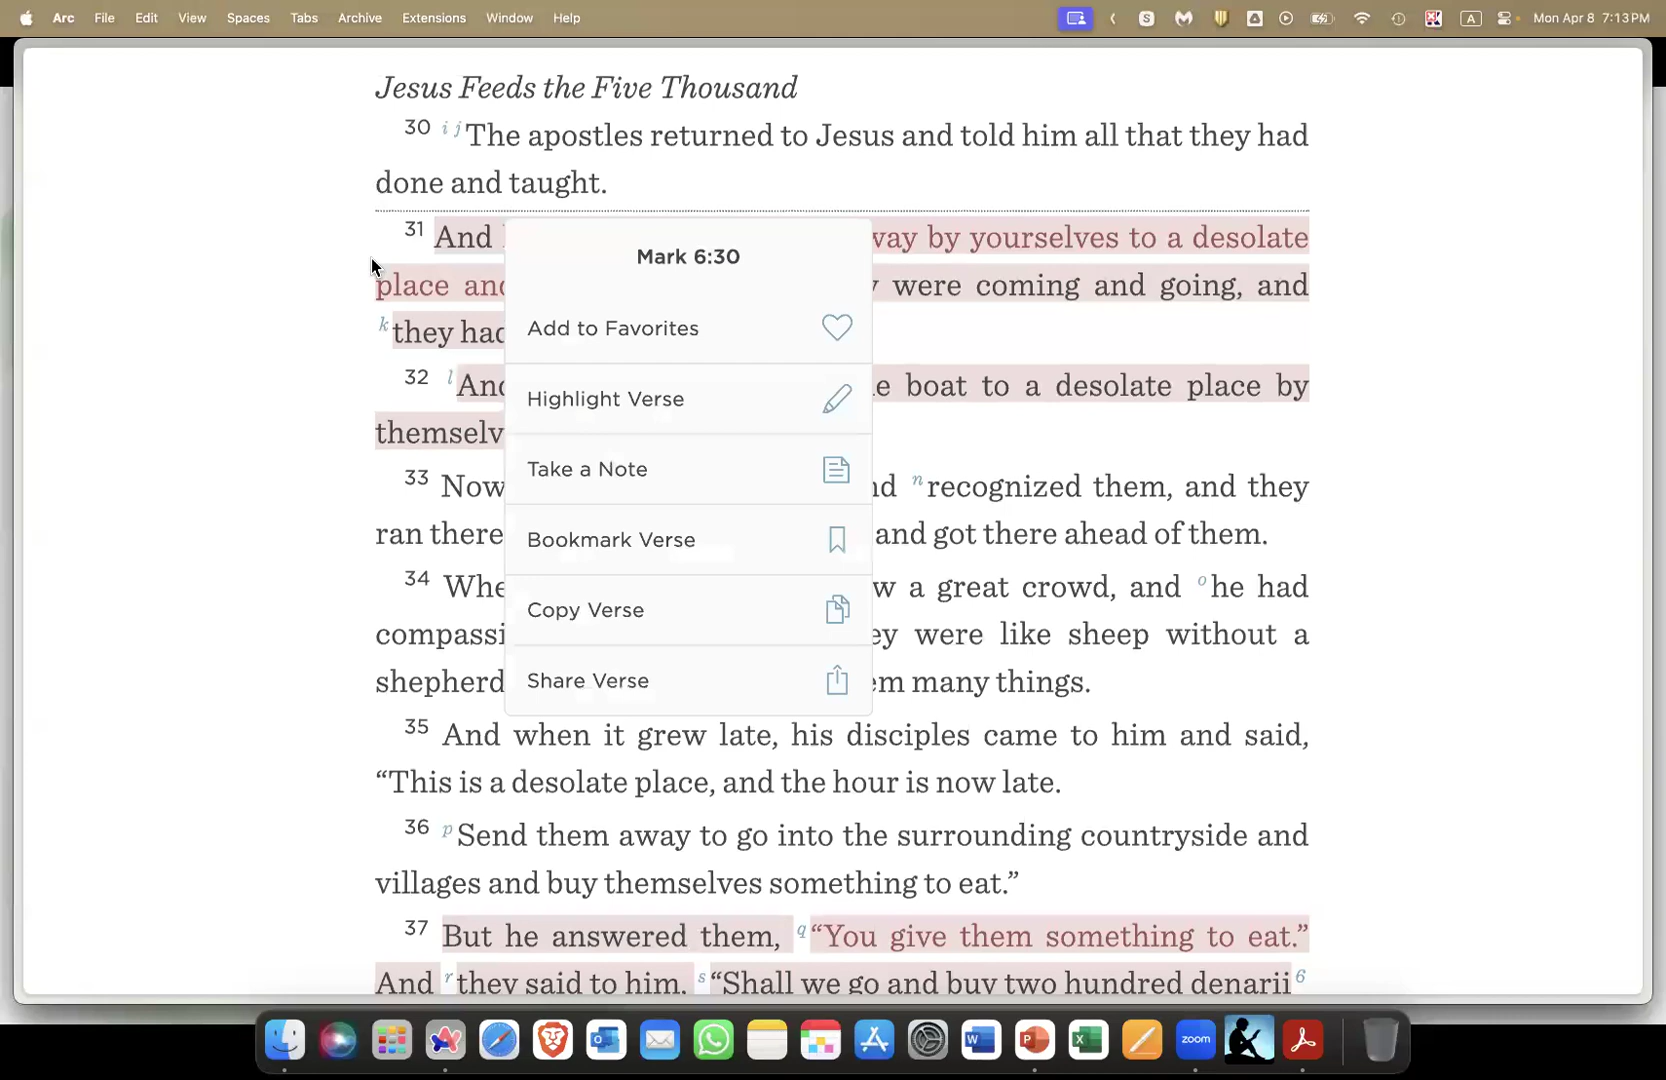 Arc File Edit View Spaces Tabs Archive Extensions Window Help S A Mon Apr 8 7:13 PM
Jesus Feeds the Five Thousand
30 i j The apostles returned to Jesus and told him all that they had
done and taught.
31 And way by yourselves to a desolate
place and y were coming and going, and
k they had
32 l And e boat to a desolate place by
themselv
33 Now nd n recognized them, and they
ran there and got there ahead of them.
34 Whe w a great crowd, and o he had
compassi ey were like sheep without a
shepherd em many things.
Mark 6:30
Add to Favorites
Highlight Verse
Take a Note
Bookmark Verse
Copy Verse
Share Verse
35 And when it grew late, his disciples came to him and said,
“This is a desolate place, and the hour is now late.
36 p Send them away to go into the surrounding countryside and
villages and buy themselves something to eat.”
37 But he answered them, q “You give them something to eat.”
And r they said to him, s “Shall we go and buy two hundred denarii 6
W P X zoom